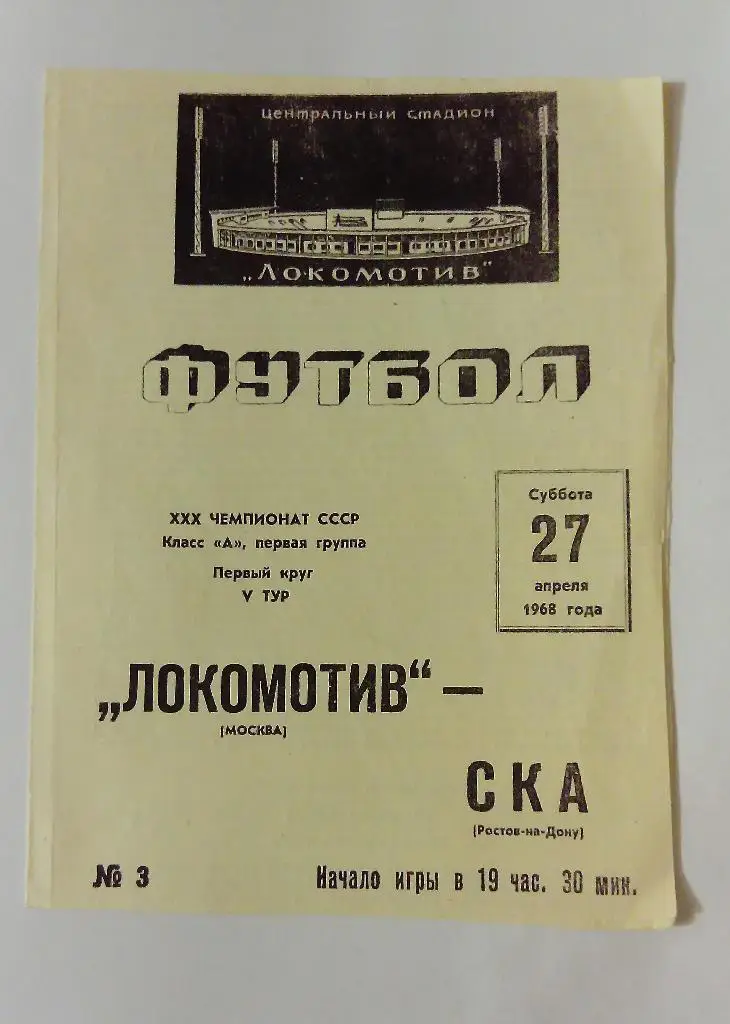 ЦЕНТРАЛЬНЫЙ СТАДИОН
„ЛОКОМОТИВ"
ФУТБОЛ
XXX ЧЕМПИОНАТ СССР
Класс «А», первая группа
Первый круг
V ТУР
Суббота
27
апреля
1968 года
„ЛОКОМОТИВ“ —
(МОСКВА)
СКА
(Ростов-на-Дону)
№ 3
Начало игры в 19 час. 30 мин.